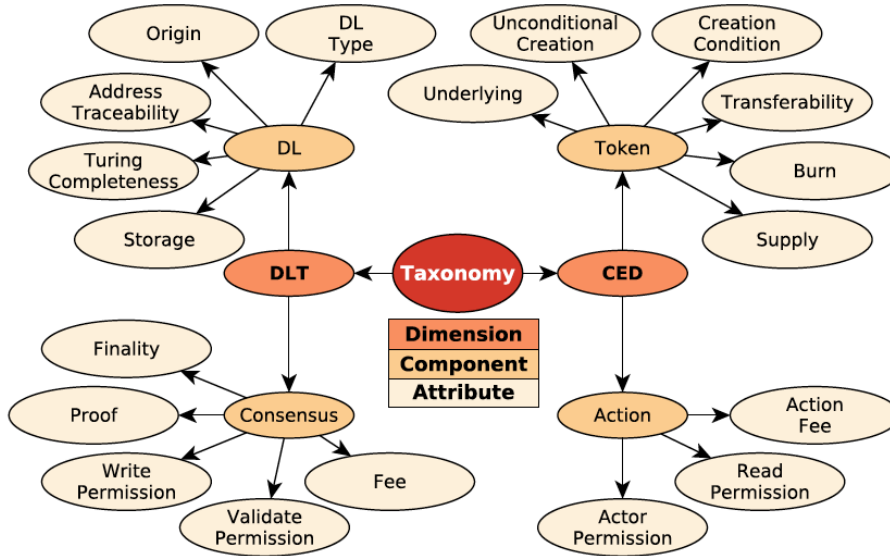 Origin
DL
Type
Address
Traceability
Turing
Completeness
Storage
DL
Unconditional
Creation
Creation
Condition
Underlying
Transferability
Token
Burn
Supply
DLT
Taxonomy
CED
Dimension
Component
Attribute
Finality
Proof
Consensus
Write
Permission
Validate
Permission
Fee
Action
Action
Fee
Read
Permission
Actor
Permission